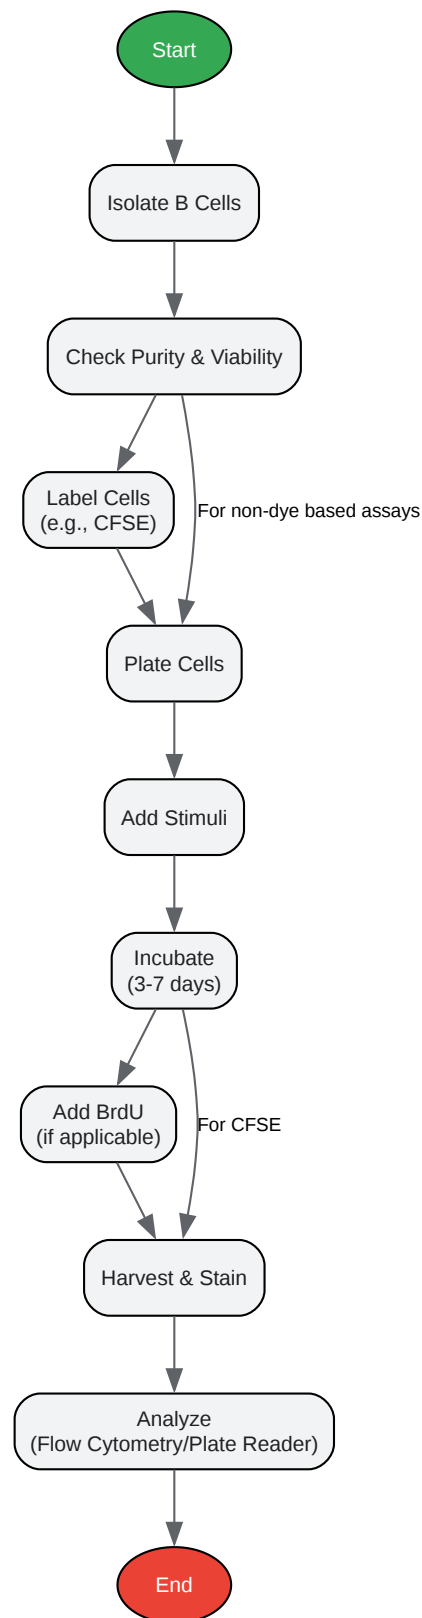 Start
Isolate B Cells
Check Purity & Viability
Label Cells
(e.g., CFSE)
For non-dye based assays
Plate Cells
Add Stimuli
Incubate
(3-7 days)
Add BrdU
(if applicable)
For CFSE
Harvest & Stain
Analyze
(Flow Cytometry/Plate Reader)
End